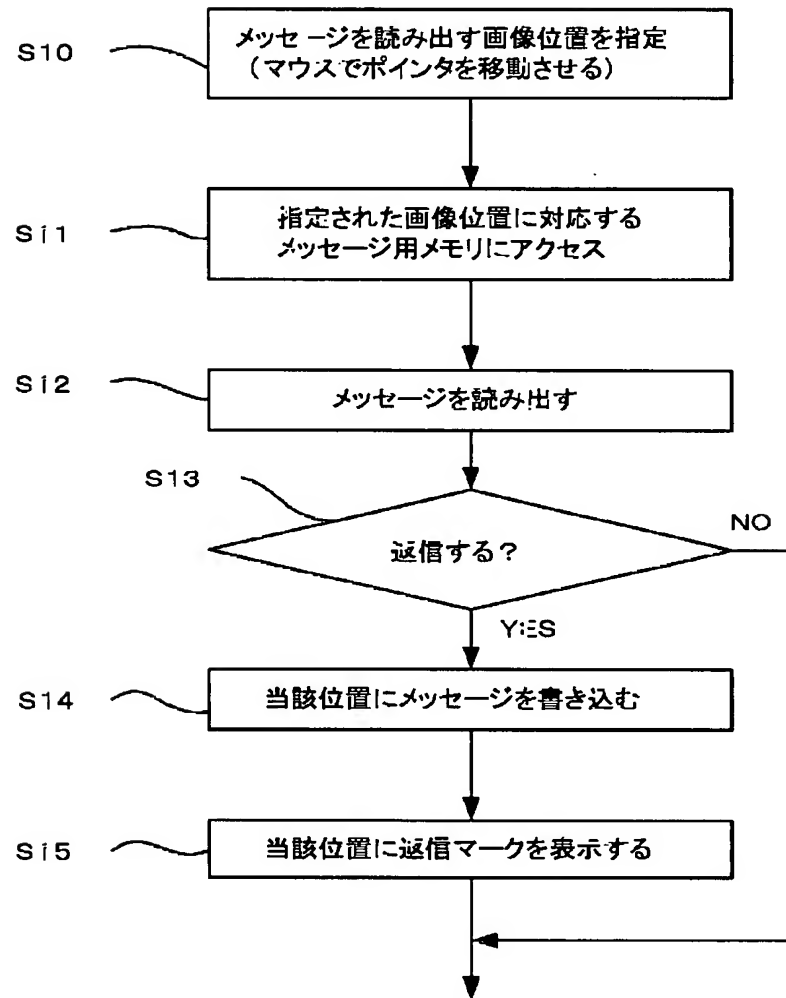 S10
メッセージを読み出す画像位置を指定
（マウスでポインタを移動させる）
S11
指定された画像位置に対応する
メッセージ用メモリにアクセス
S12
メッセージを読み出す
S13
返信する？
NO
YES
S14
当該位置にメッセージを書き込む
S15
当該位置に返信マークを表示する